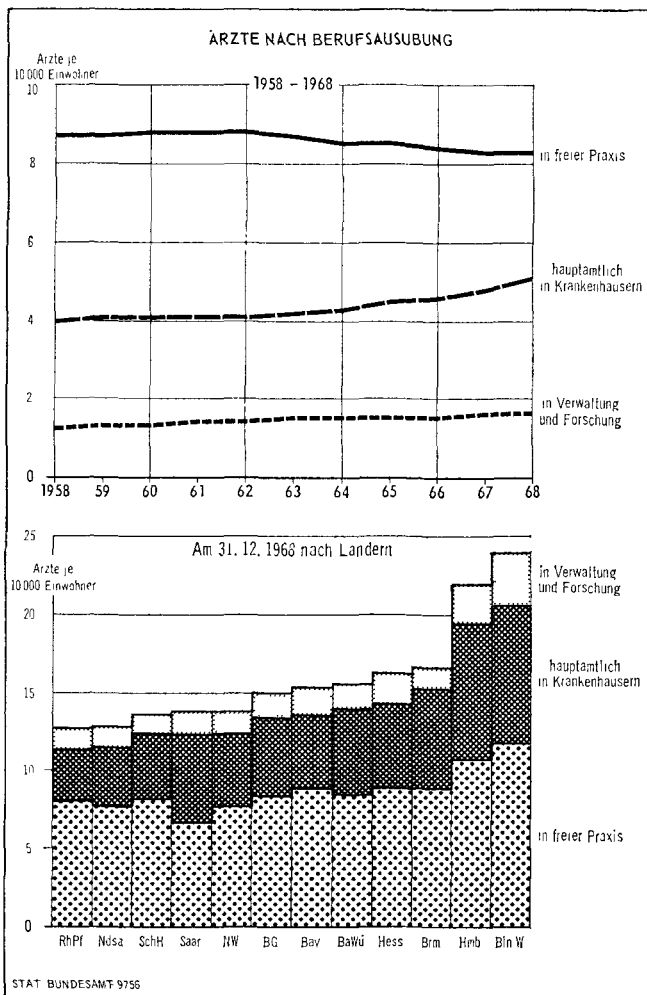 ÄRZTE NACH BERUFSAUSÜBUNG
Ärzte je
10 000 Einwohner
1958 – 1968
10
8
6
4
2
0
in freier Praxis
hauptamtlich
in Krankenhausern
in Verwaltung
und Forschung
1958 59 60 61 62 63 64 65 66 67 68
Am 31. 12. 1968 nach Landern
Ärzte je
10 000 Einwohner
25
20
15
10
5
0
in Verwaltung
und Forschung
hauptamtlich
in Krankenhausern
in freier Praxis
RhPf Ndsa SchH Saar NW BG Bay BaWü Hess Brm Hmb Bln W
STAT BUNDESAMT 9756